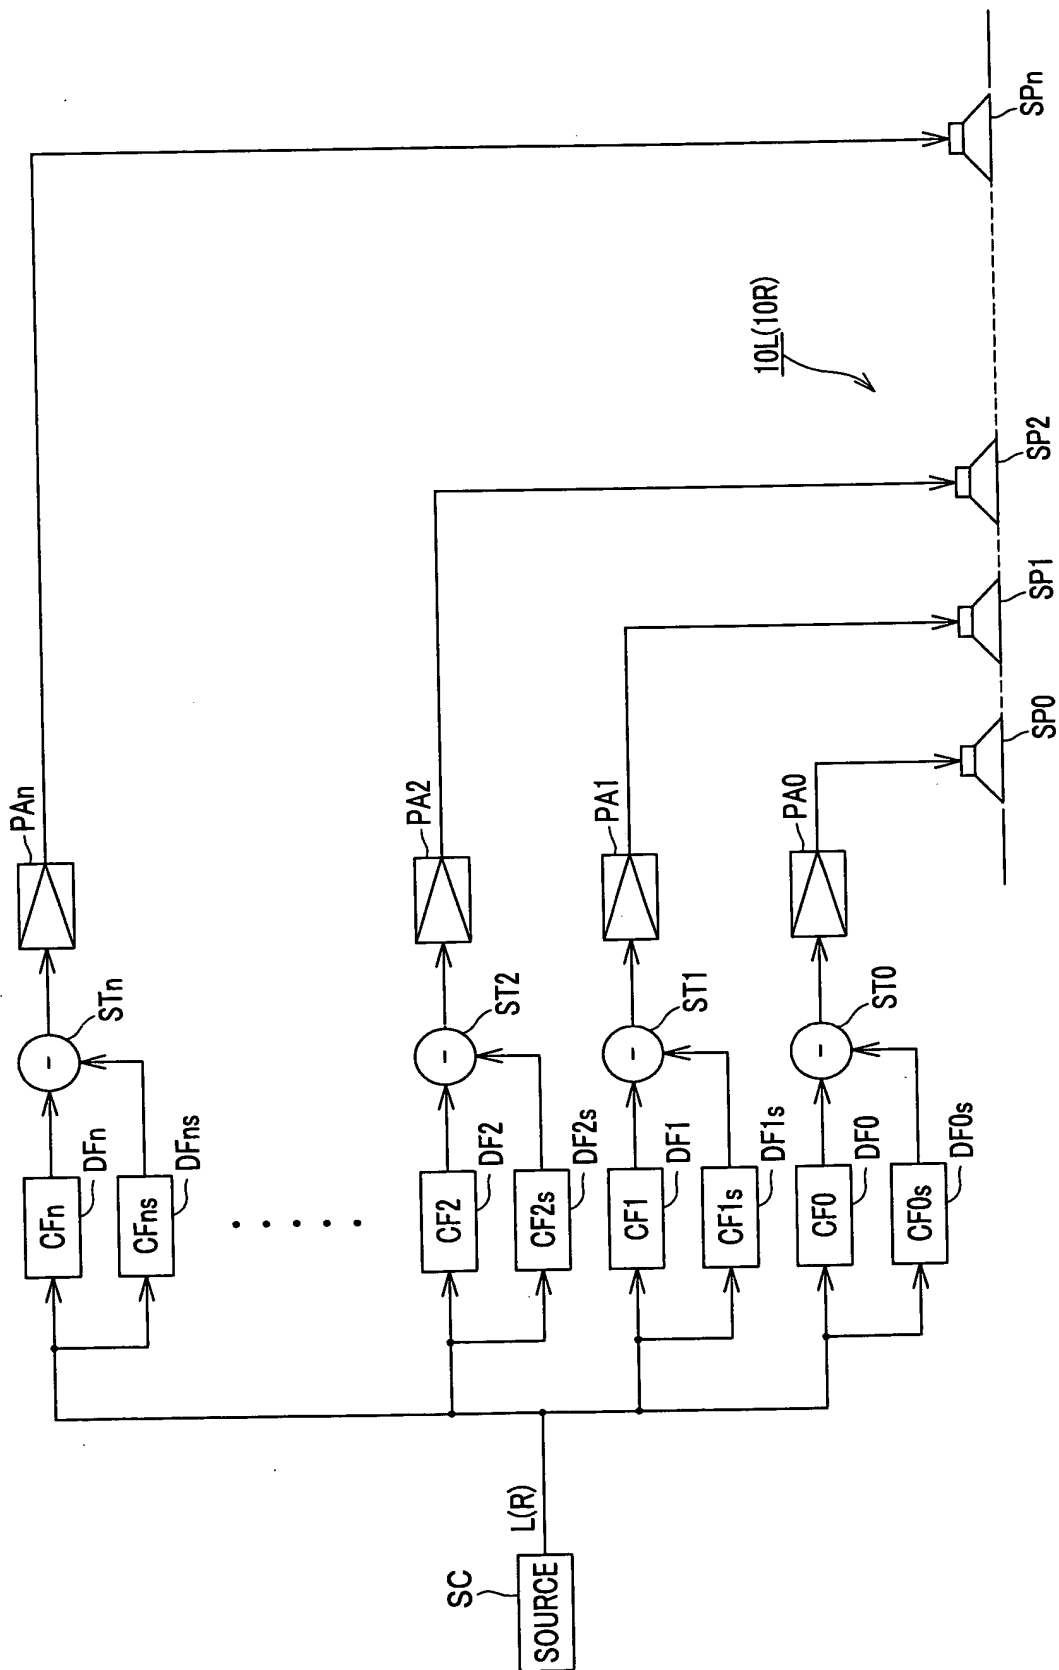 SC
SOURCE
L(R)
CFn
DFn
CFns
DFns
STn
PAn
CF2
DF2
CF2s
DF2s
ST2
PA2
CF1
DF1
CF1s
DF1s
ST1
PA1
CF0
DF0
CF0s
DF0s
ST0
PA0
-
-
-
-
10L(10R)
SP0
SP1
SP2
SPn